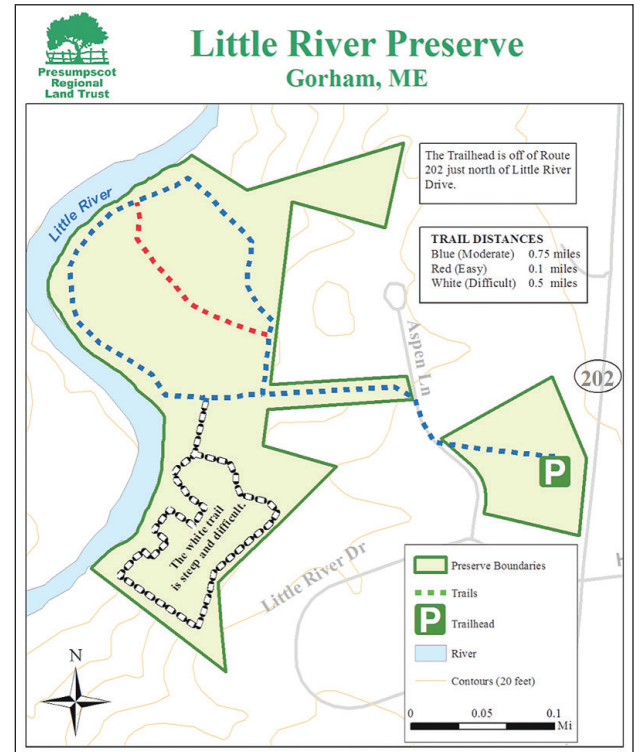 Presumpscot
Regional
Land Trust
Little River Preserve
Gorham, ME
The Trailhead is off of Route
202 just north of Little River
Drive.
TRAIL DISTANCES
Blue (Moderate) 0.75 miles
Red (Easy) 0.1 miles
White (Difficult) 0.5 miles
Little River
Aspen Ln
202
P
The white trail
is steep and difficult.
Little River Dr
H
Preserve Boundaries
Trails
P
Trailhead
River
Contours (20 feet)
N
0 0.05 0.1
Mi